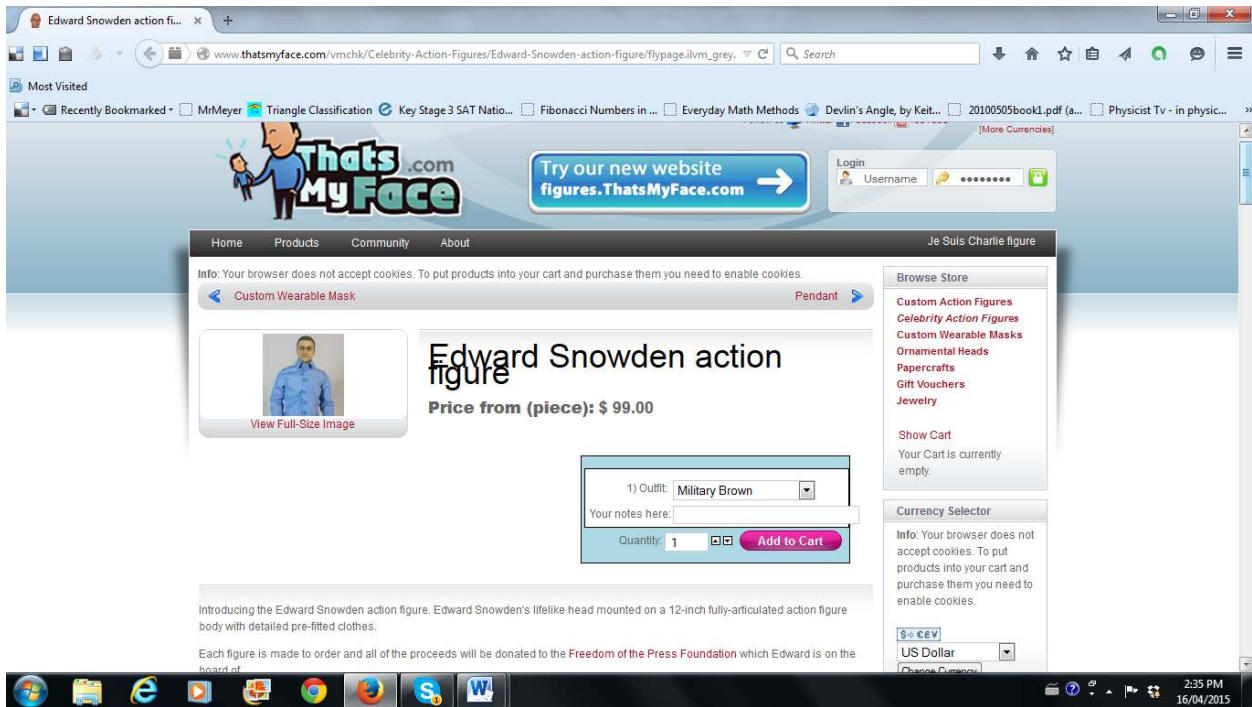 Edward Snowden action fi...
www.thatsmyface.com/vmchk/Celebrity-Action-Figures/Edward-Snowden-action-figure/flypage.ilvm_grey.
Search
Most Visited
Recently Bookmarked
MrMeyer
Triangle Classification
Key Stage 3 SAT Natio...
Fibonacci Numbers in ...
Everyday Math Methods
Devlin's Angle, by Keit...
20100505book1.pdf (a...
Physicist Tv - in physic...
[More Currencies]
Thats My Face .com
Try our new website
figures.ThatsMyFace.com
Login
Username
Home
Products
Community
About
Je Suis Charlie figure
Info: Your browser does not accept cookies. To put products into your cart and purchase them you need to enable cookies.
Custom Wearable Mask
Pendant
View Full-Size Image
Edward Snowden action
figure
Price from (piece): $ 99.00
1) Outfit: Military Brown
Your notes here:
Quantity: 1
Add to Cart
Introducing the Edward Snowden action figure. Edward Snowden's lifelike head mounted on a 12-inch fully-articulated action figure
body with detailed pre-fitted clothes.
Each figure is made to order and all of the proceeds will be donated to the Freedom of the Press Foundation which Edward is on the
board of
Browse Store
Custom Action Figures
Celebrity Action Figures
Custom Wearable Masks
Ornamental Heads
Papercrafts
Gift Vouchers
Jewelry
Show Cart
Your Cart is currently
empty.
Currency Selector
Info: Your browser does not
accept cookies. To put
products into your cart and
purchase them you need to
enable cookies.
$⇨ €£¥
US Dollar
Change Currency
2:35 PM
16/04/2015